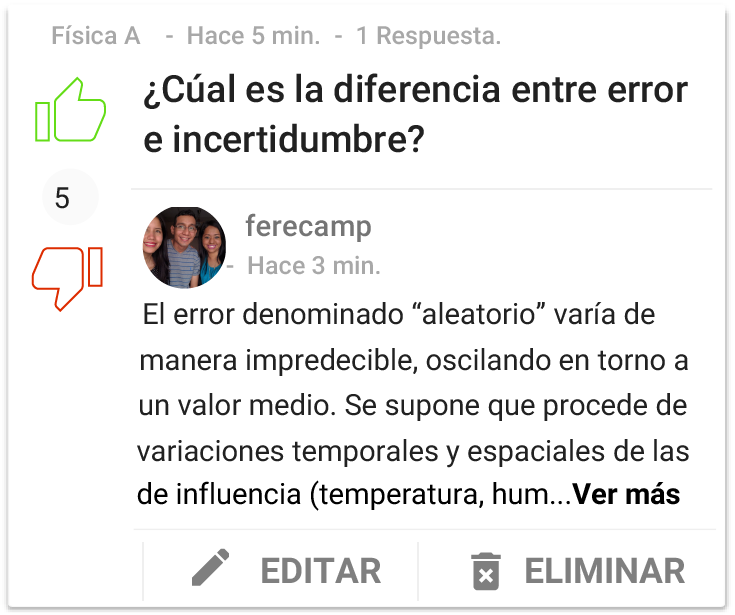 Física A - Hace 5 min. - 1 Respuesta.
¿Cúal es la diferencia entre error
e incertidumbre?
5
ferecamp
- Hace 3 min.
El error denominado “aleatorio” varía de
manera impredecible, oscilando en torno a
un valor medio. Se supone que procede de
variaciones temporales y espaciales de las
de influencia (temperatura, hum...Ver más
EDITAR ELIMINAR